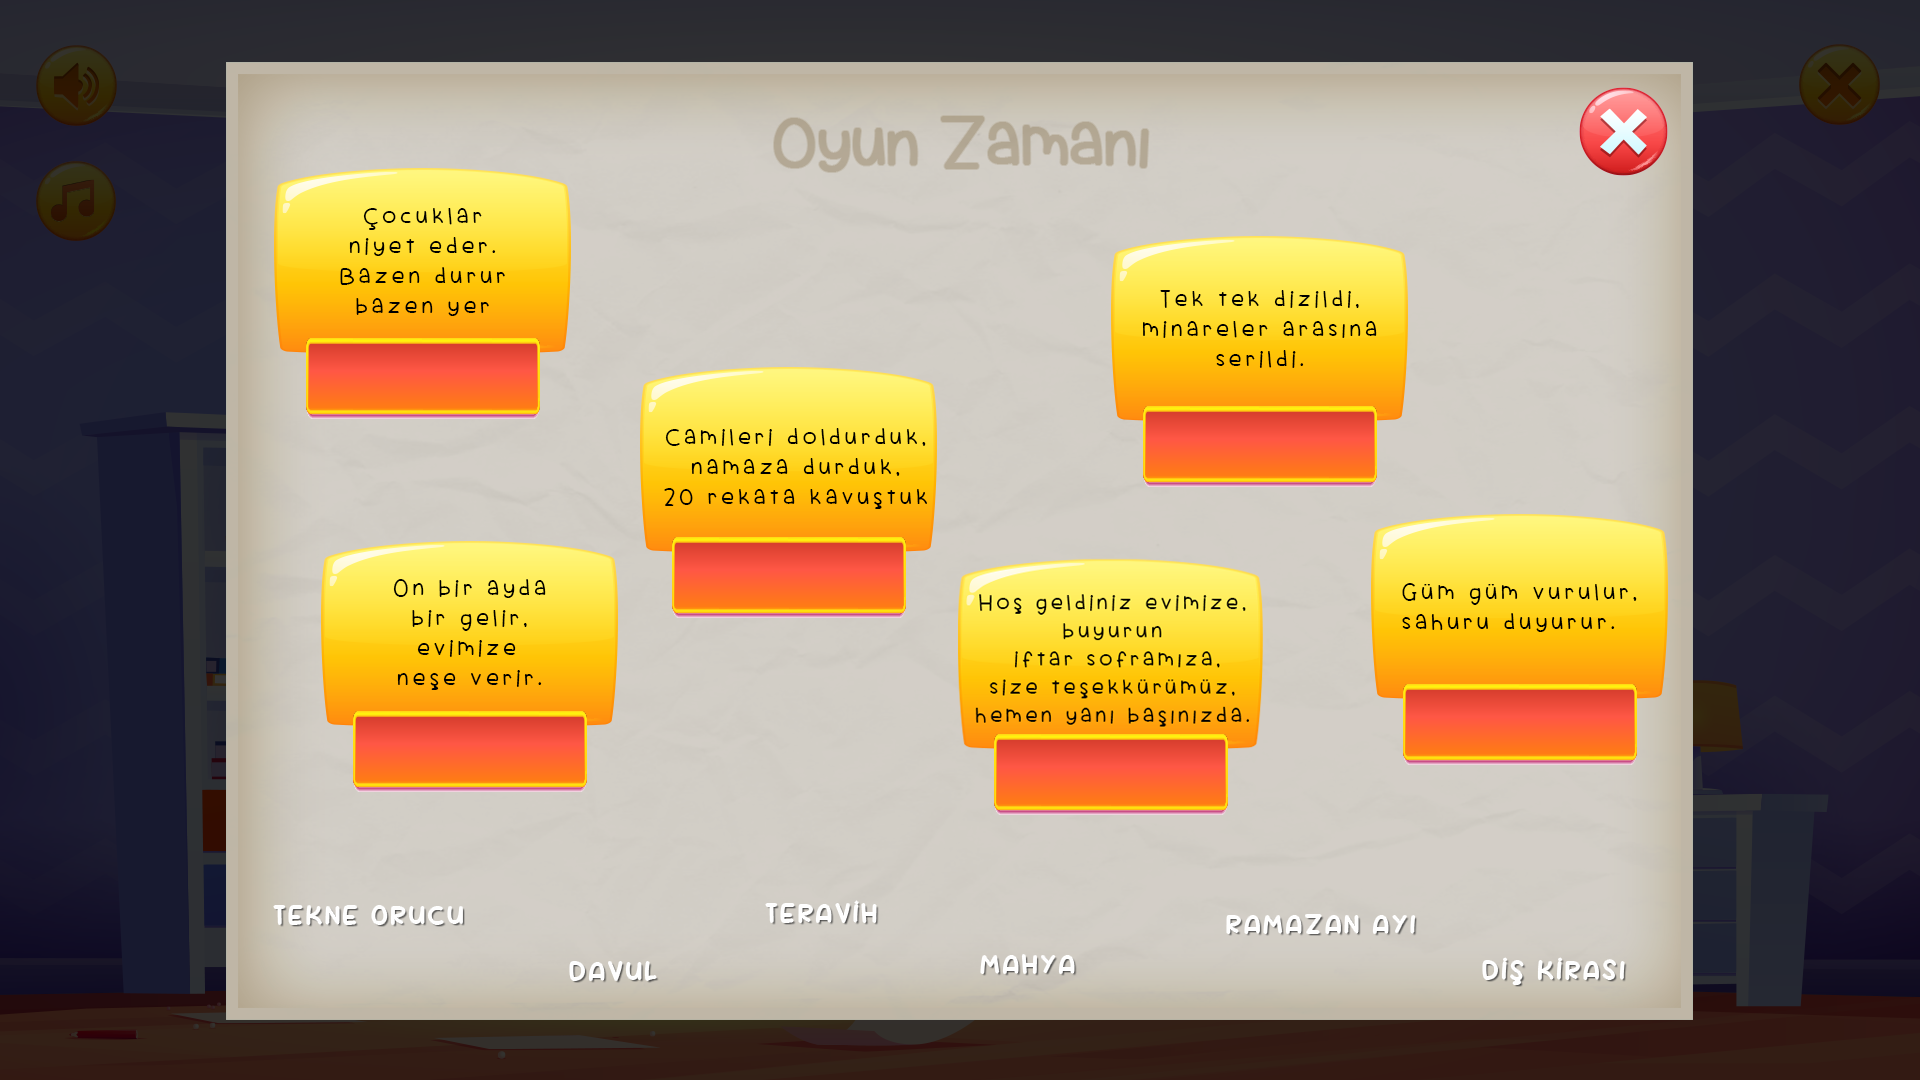 Oyun Zamanı
Çocuklar
niyet eder.
Bazen durur
bazen yer
Tek tek dizildi,
minareler arasına
serildi.
Camileri doldurduk,
namaza durduk,
20 rekata kavuştuk
On bir ayda
bir gelir,
evimize
neşe verir.
Hoş geldiniz evimize,
buyurun
iftar soframıza,
size teşekkürümüz,
hemen yanı başınızda.
Güm güm vurulur,
sahuru duyurur.
TEKNE ORUCU
TERAVİH
RAMAZAN AYI
DAVUL
MAHYA
DİŞ KİRASI